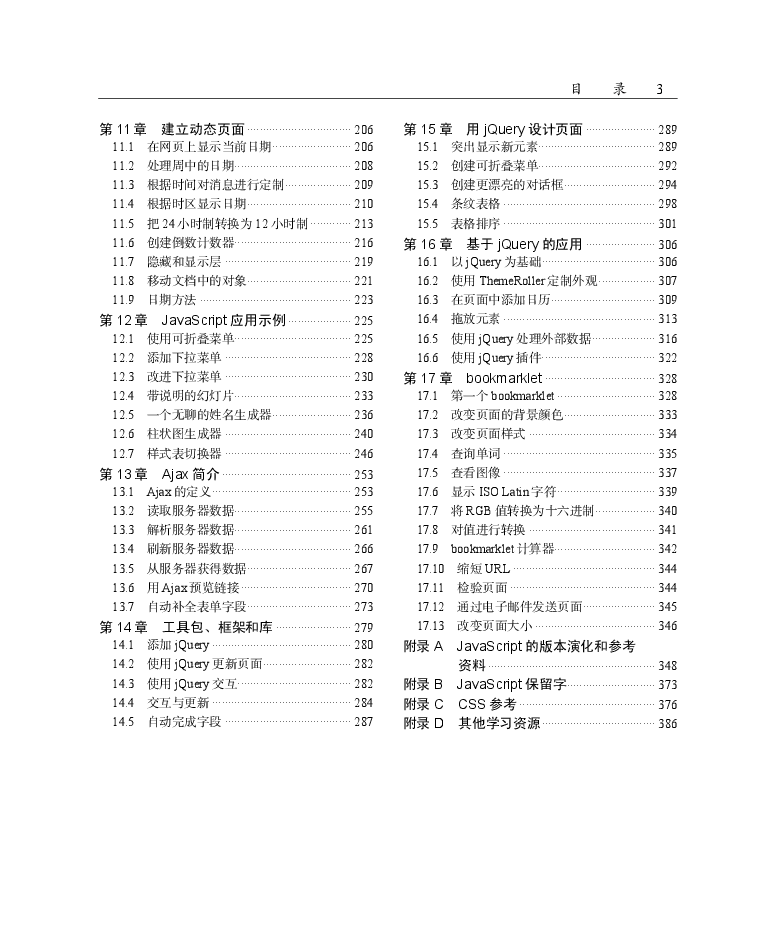 目 录 3
第 11 章 建立动态页面 206
11.1 在网页上显示当前日期 206
11.2 处理周中的日期 208
11.3 根据时间对消息进行定制 209
11.4 根据时区显示日期 210
11.5 把 24 小时制转换为 12 小时制 213
11.6 创建倒数计数器 216
11.7 隐藏和显示层 219
11.8 移动文档中的对象 221
11.9 日期方法 223
第 12 章 JavaScript 应用示例 225
12.1 使用可折叠菜单 225
12.2 添加下拉菜单 228
12.3 改进下拉菜单 230
12.4 带说明的幻灯片 233
12.5 一个无聊的姓名生成器 236
12.6 柱状图生成器 240
12.7 样式表切换器 246
第 13 章 Ajax 简介 253
13.1 Ajax 的定义 253
13.2 读取服务器数据 255
13.3 解析服务器数据 261
13.4 刷新服务器数据 266
13.5 从服务器获得数据 267
13.6 用 Ajax 预览链接 270
13.7 自动补全表单字段 273
第 14 章 工具包、框架和库 279
14.1 添加 jQuery 280
14.2 使用 jQuery 更新页面 282
14.3 使用 jQuery 交互 282
14.4 交互与更新 284
14.5 自动完成字段 287
第 15 章 用 jQuery 设计页面 289
15.1 突出显示新元素 289
15.2 创建可折叠菜单 292
15.3 创建更漂亮的对话框 294
15.4 条纹表格 298
15.5 表格排序 301
第 16 章 基于 jQuery 的应用 306
16.1 以 jQuery 为基础 306
16.2 使用 ThemeRoller 定制外观 307
16.3 在页面中添加日历 309
16.4 拖放元素 313
16.5 使用 jQuery 处理外部数据 316
16.6 使用 jQuery 插件 322
第 17 章 bookmarklet 328
17.1 第一个 bookmarklet 328
17.2 改变页面的背景颜色 333
17.3 改变页面样式 334
17.4 查询单词 335
17.5 查看图像 337
17.6 显示 ISO Latin 字符 339
17.7 将 RGB 值转换为十六进制 340
17.8 对值进行转换 341
17.9 bookmarklet 计算器 342
17.10 缩短 URL 344
17.11 检验页面 344
17.12 通过电子邮件发送页面 345
17.13 改变页面大小 346
附录 A JavaScript 的版本演化和参考
资料 348
附录 B JavaScript 保留字 373
附录 C CSS 参考 376
附录 D 其他学习资源 386